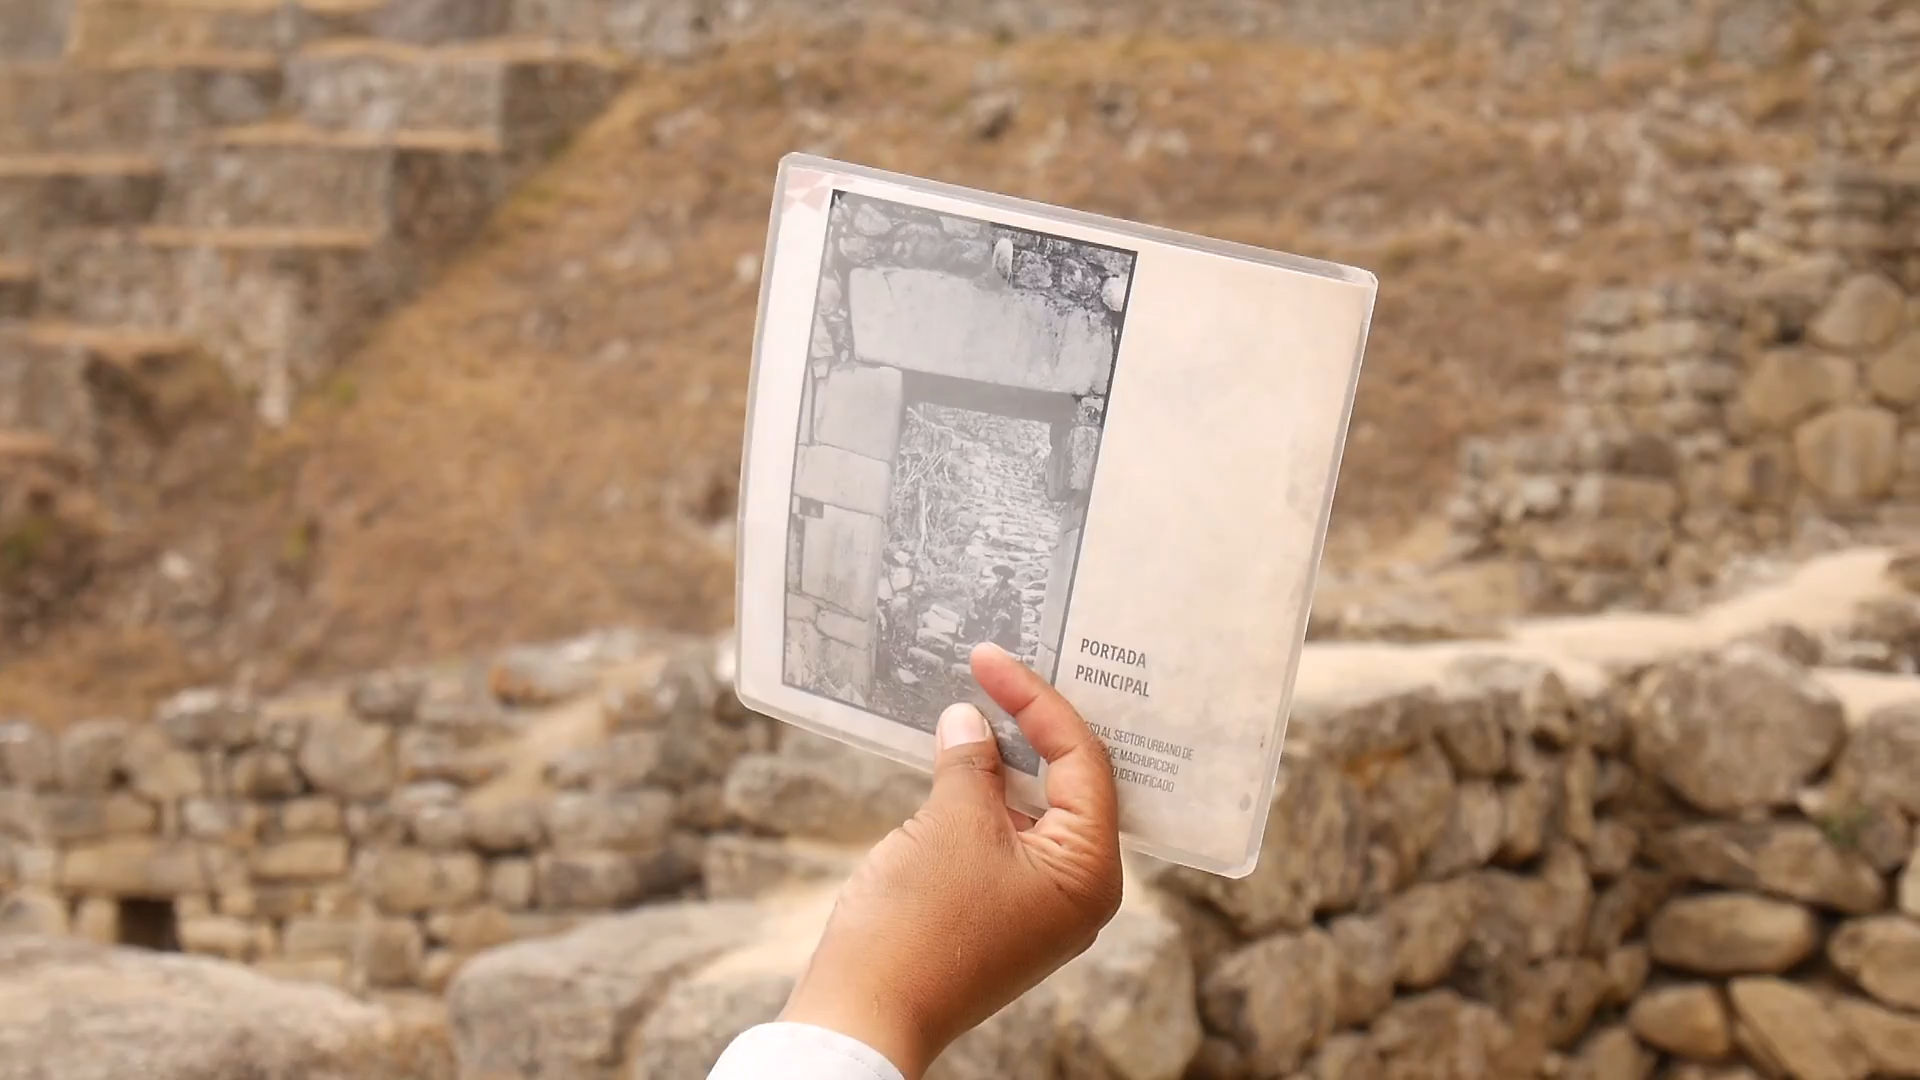 PORTADA
PRINCIPAL
AL SECTOR URBANO DE
DE MACHUPICCHU
IDENTIFICADO